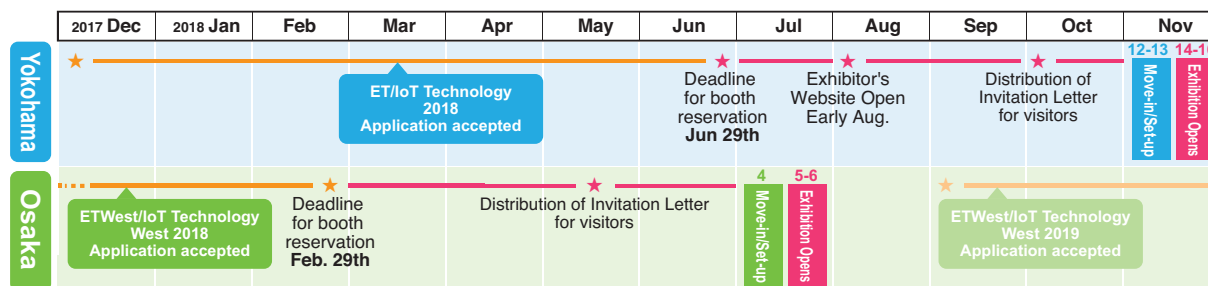 2017 Dec 2018 Jan Feb Mar Apr May Jun Jul Aug Sep Oct Nov
Yokohama
ET/IoT Technology
2018
Application accepted
Deadline
for booth
reservation
Jun 29th
Exhibitor's
Website Open
Early Aug.
Distribution of
Invitation Letter
for visitors
12-13
Move-in/Set-up
14-1
Exhibition Opens
Osaka
ETWest/IoT Technology
West 2018
Application accepted
Deadline
for booth
reservation
Feb. 29th
Distribution of Invitation Letter
for visitors
4
Move-in/Set-up
5-6
Exhibition Opens
ETWest/IoT Technology
West 2019
Application accepted